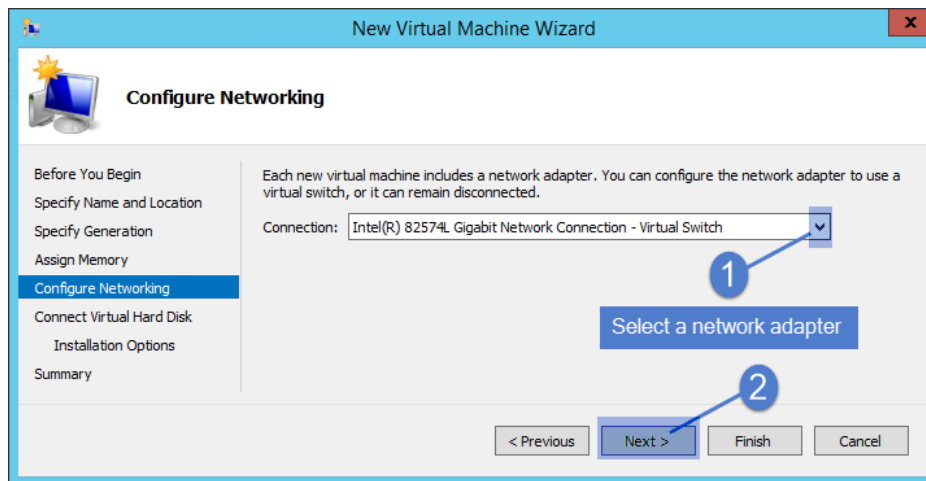 New Virtual Machine Wizard
x
Configure Networking
Before You Begin
Specify Name and Location
Specify Generation
Assign Memory
Configure Networking
Connect Virtual Hard Disk
Installation Options
Summary
Each new virtual machine includes a network adapter. You can configure the network adapter to use a
virtual switch, or it can remain disconnected.
Connection: Intel(R) 82574L Gigabit Network Connection - Virtual Switch
1
Select a network adapter
2
< Previous Next > Finish Cancel